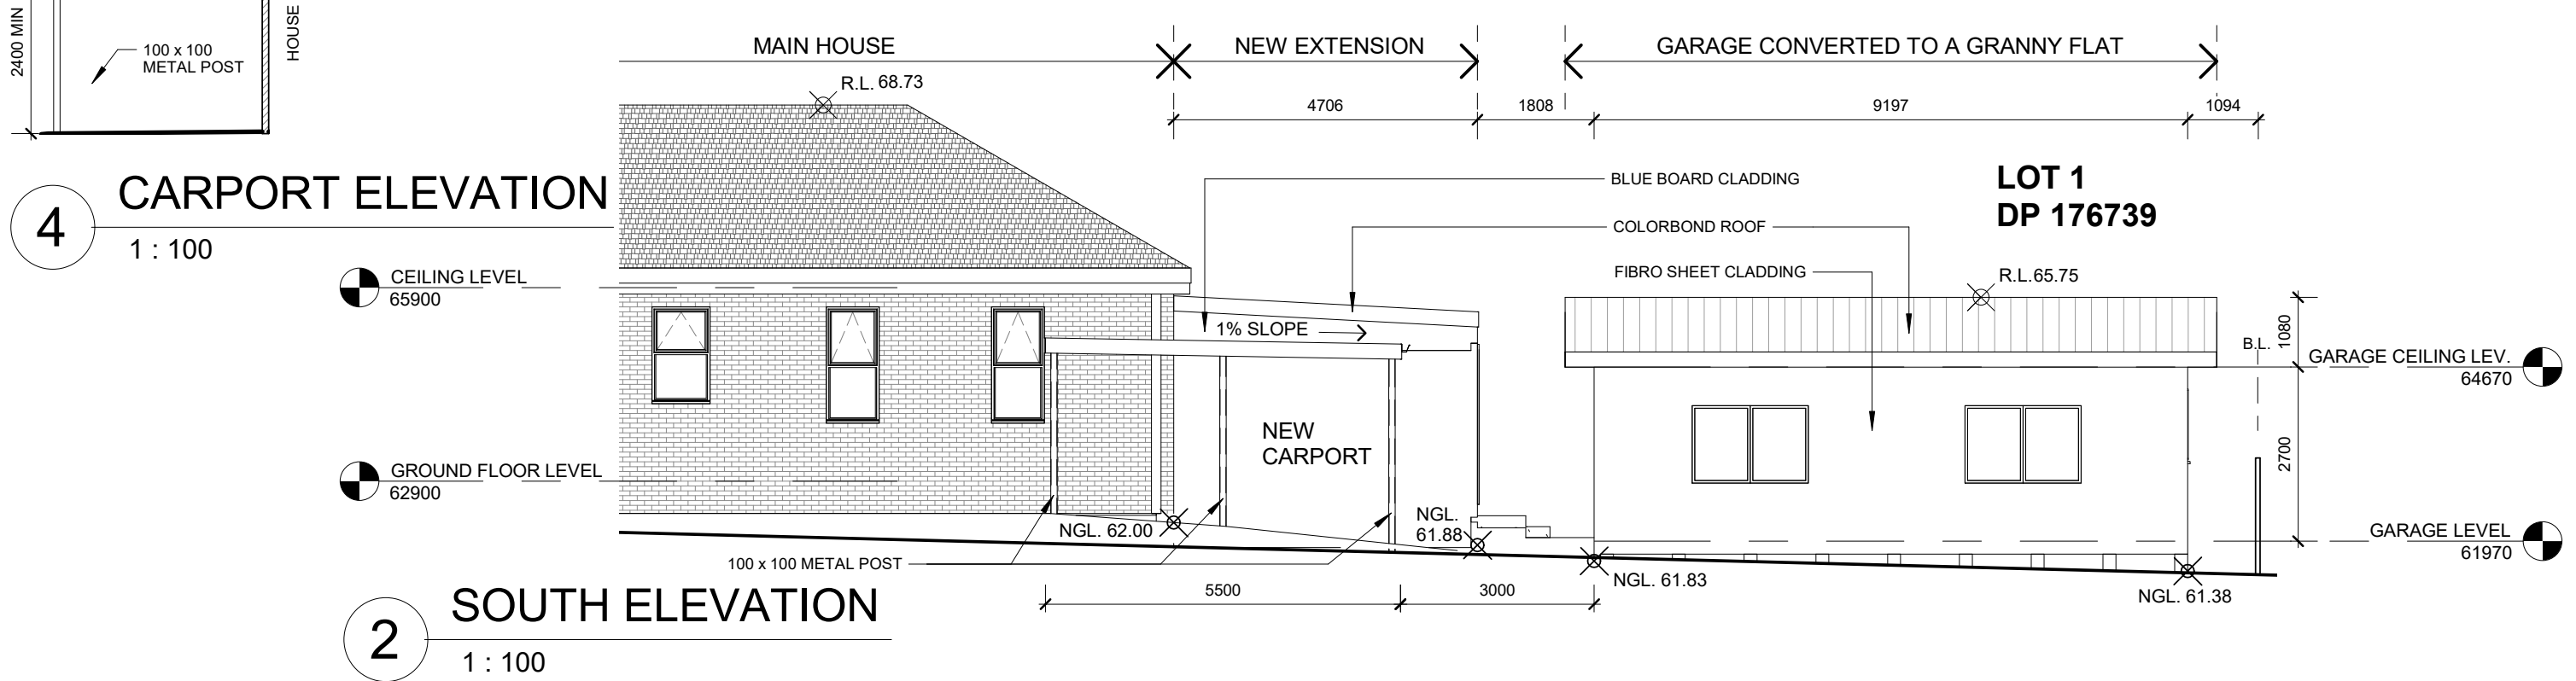 2400 MIN
100 x 100
METAL POST
HOUSE
4
CARPORT ELEVATION
1 : 100
MAIN HOUSE
NEW EXTENSION
GARAGE CONVERTED TO A GRANNY FLAT
R.L. 68.73
4706
1808
9197
1094
BLUE BOARD CLADDING
COLORBOND ROOF
FIBRO SHEET CLADDING
LOT 1
DP 176739
R.L.65.75
CEILING LEVEL
65900
1% SLOPE
B.L.
1080
GARAGE CEILING LEV.
64670
NEW
CARPORT
2700
GROUND FLOOR LEVEL
62900
NGL. 62.00
NGL.
61.88
GARAGE LEVEL
61970
100 x 100 METAL POST
NGL. 61.83
NGL. 61.38
5500
3000
2
SOUTH ELEVATION
1 : 100